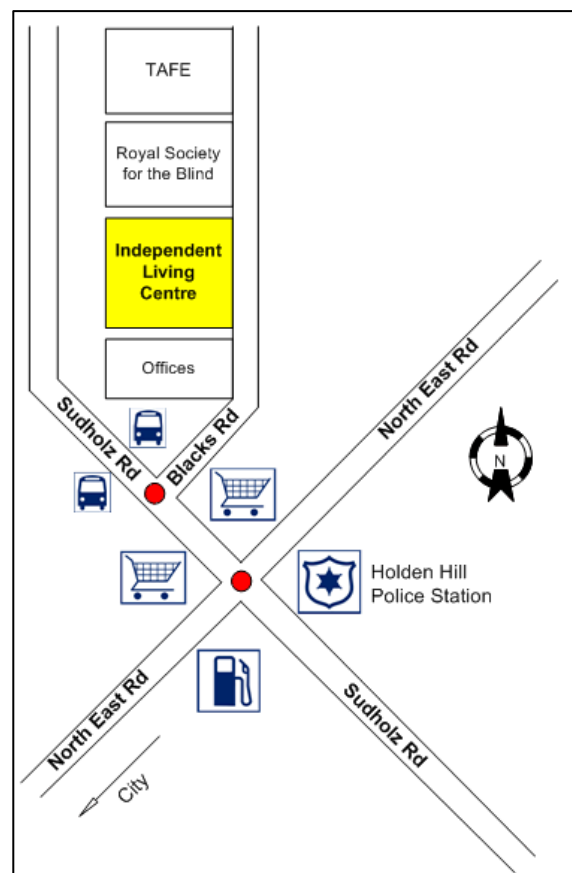 TAFE
Royal Society
for the Blind
Independent
Living
Centre
Offices
Sudholz Rd
Blacks Rd
North East Rd
N
Holden Hill
Police Station
North East Rd
Sudholz Rd
City